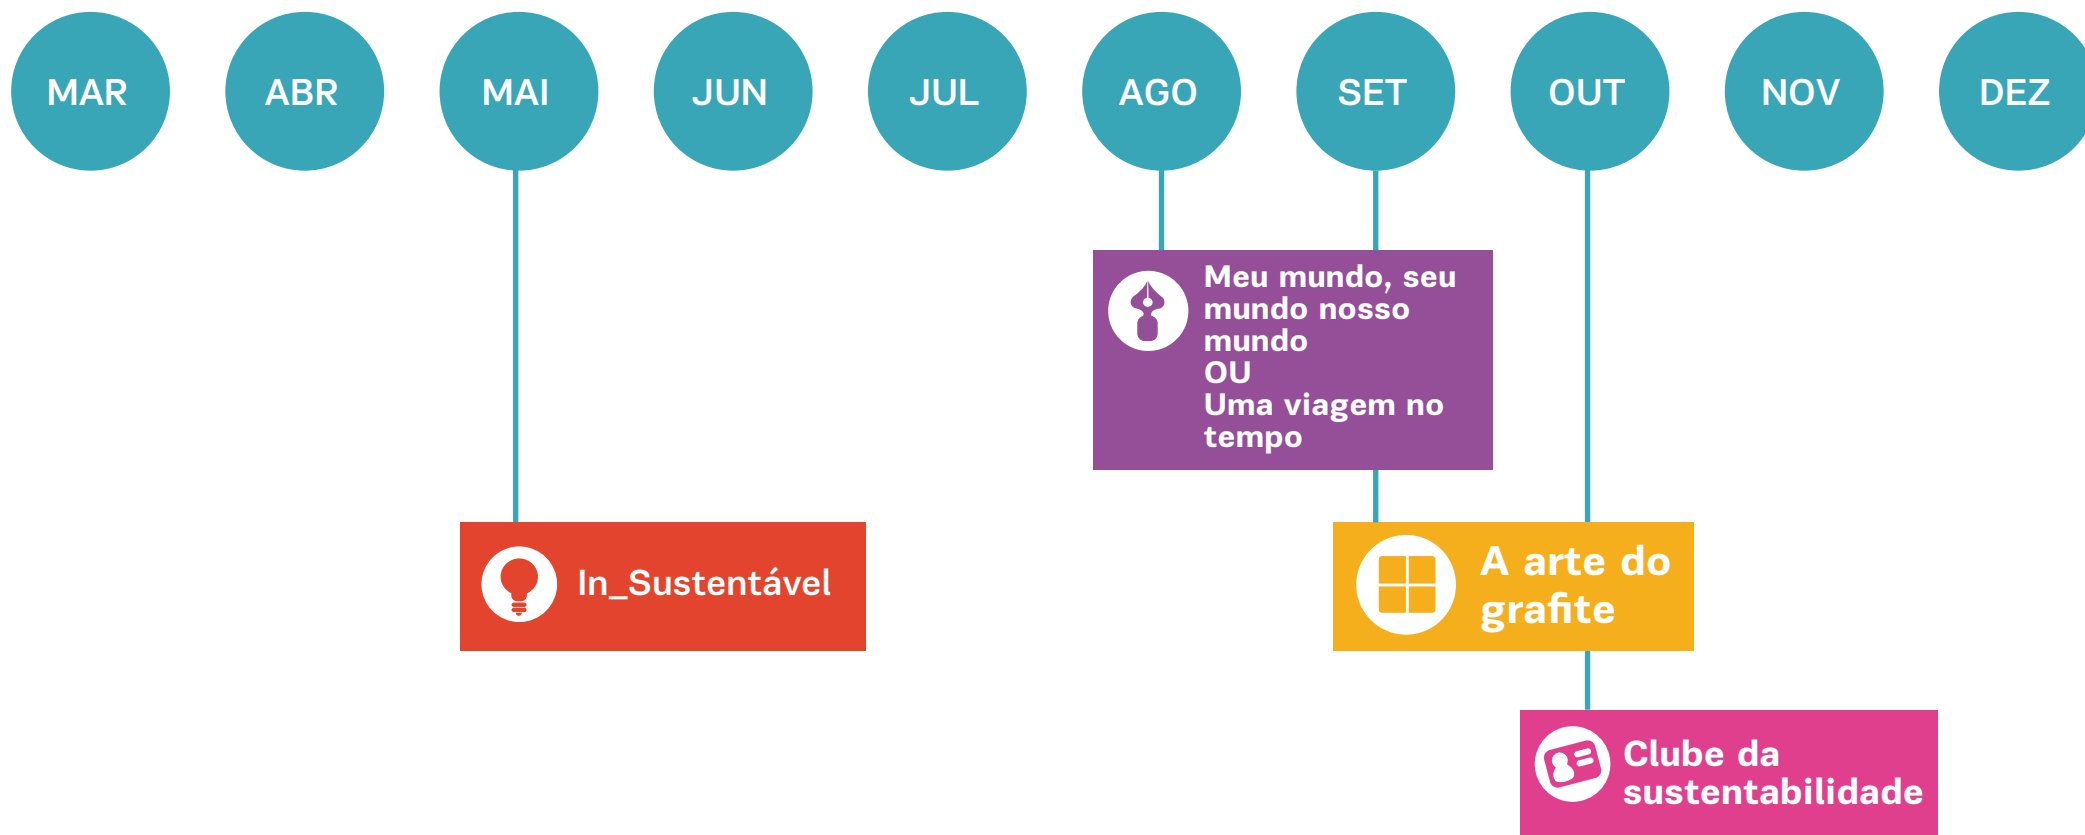 MAR ABR MAI JUN JUL AGO SET OUT NOV DEZ
Meu mundo, seu
mundo nosso
mundo
OU
Uma viagem no
tempo
In_Sustentável
A arte do
grafite
Clube da
sustentabilidade